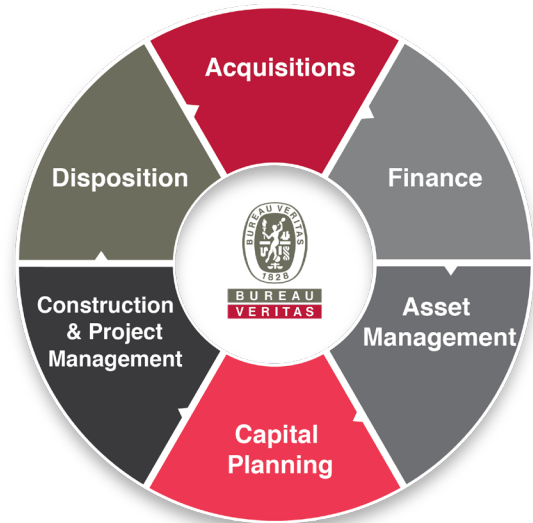 Acquisitions
Finance
Asset
Management
Capital
Planning
Construction
& Project
Management
Disposition
BUREAU VERITAS
1828
BUREAU
VERITAS